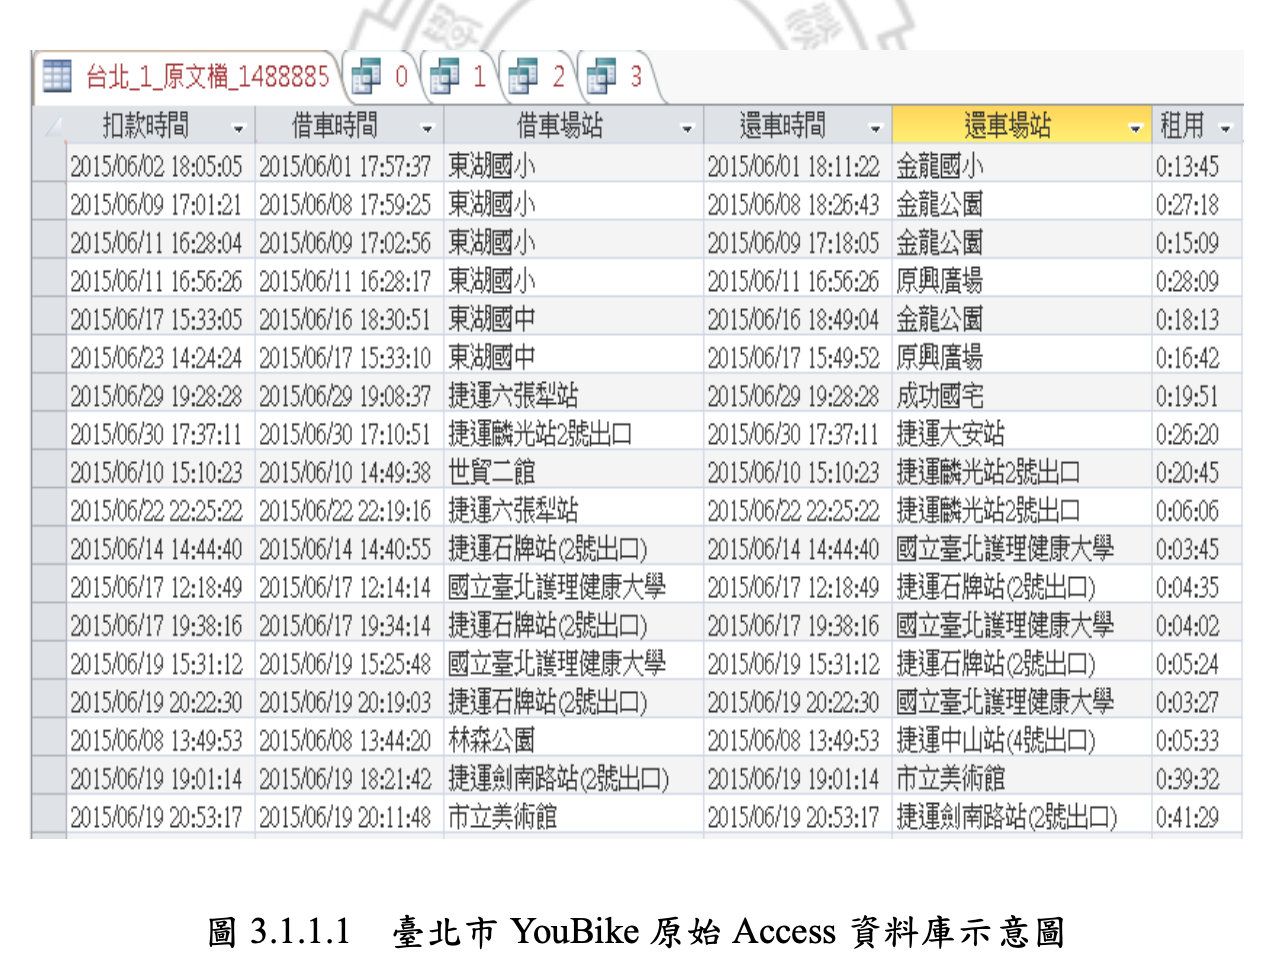 台北_1_原文檔_1488885 0 1 2 3
扣款時間 借車時間 借車場站 還車時間 還車場站 租用
2015/06/02 18:05:05 2015/06/01 17:57:37 東湖國小 2015/06/01 18:11:22 金龍國小 0:13:45
2015/06/09 17:01:21 2015/06/08 17:59:25 東湖國小 2015/06/08 18:26:43 金龍公園 0:27:18
2015/06/11 16:28:04 2015/06/09 17:02:56 東湖國小 2015/06/09 17:18:05 金龍公園 0:15:09
2015/06/11 16:56:26 2015/06/11 16:28:17 東湖國小 2015/06/11 16:56:26 原興廣場 0:28:09
2015/06/17 15:33:05 2015/06/16 18:30:51 東湖國中 2015/06/16 18:49:04 金龍公園 0:18:13
2015/06/23 14:24:24 2015/06/17 15:33:10 東湖國中 2015/06/17 15:49:52 原興廣場 0:16:42
2015/06/29 19:28:28 2015/06/29 19:08:37 捷運六張犁站 2015/06/29 19:28:28 成功國宅 0:19:51
2015/06/30 17:37:11 2015/06/30 17:10:51 捷運麟光站2號出口 2015/06/30 17:37:11 捷運大安站 0:26:20
2015/06/10 15:10:23 2015/06/10 14:49:38 世貿二館 2015/06/10 15:10:23 捷運麟光站2號出口 0:20:45
2015/06/22 22:25:22 2015/06/22 22:19:16 捷運六張犁站 2015/06/22 22:25:22 捷運麟光站2號出口 0:06:06
2015/06/14 14:44:40 2015/06/14 14:40:55 捷運石牌站(2號出口) 2015/06/14 14:44:40 國立臺北護理健康大學 0:03:45
2015/06/17 12:18:49 2015/06/17 12:14:14 國立臺北護理健康大學 2015/06/17 12:18:49 捷運石牌站(2號出口) 0:04:35
2015/06/17 19:38:16 2015/06/17 19:34:14 捷運石牌站(2號出口) 2015/06/17 19:38:16 國立臺北護理健康大學 0:04:02
2015/06/19 15:31:12 2015/06/19 15:25:48 國立臺北護理健康大學 2015/06/19 15:31:12 捷運石牌站(2號出口) 0:05:24
2015/06/19 20:22:30 2015/06/19 20:19:03 捷運石牌站(2號出口) 2015/06/19 20:22:30 國立臺北護理健康大學 0:03:27
2015/06/08 13:49:53 2015/06/08 13:44:20 林森公園 2015/06/08 13:49:53 捷運中山站(4號出口) 0:05:33
2015/06/19 19:01:14 2015/06/19 18:21:42 捷運劍南路站(2號出口) 2015/06/19 19:01:14 市立美術館 0:39:32
2015/06/19 20:53:17 2015/06/19 20:11:48 市立美術館 2015/06/19 20:53:17 捷運劍南路站(2號出口) 0:41:29
圖 3.1.1.1 臺北市 YouBike 原始 Access 資料庫示意圖